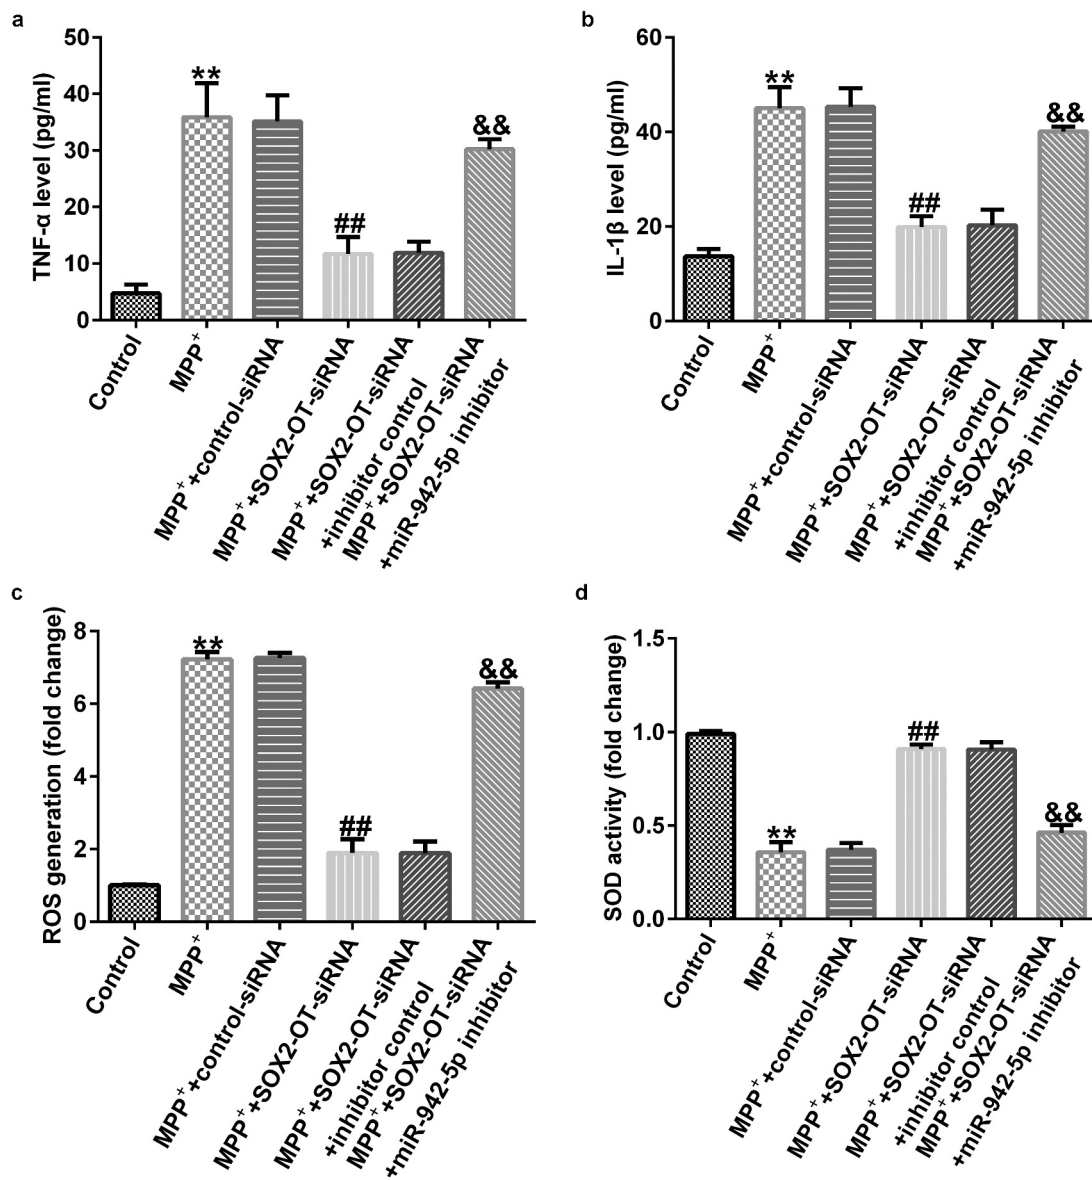 a
TNF-α level (pg/ml)
50
40
30
20
10
0
**
##
&&
Control
MPP⁺
MPP⁺+control-siRNA
MPP⁺+SOX2-OT-siRNA
MPP⁺+SOX2-OT-siRNA
+inhibitor control
MPP⁺+SOX2-OT-siRNA
+miR-942-5p inhibitor
b
IL-1β level (pg/ml)
60
40
20
0
**
##
&&
Control
MPP⁺
MPP⁺+control-siRNA
MPP⁺+SOX2-OT-siRNA
MPP⁺+SOX2-OT-siRNA
+inhibitor control
MPP⁺+SOX2-OT-siRNA
+miR-942-5p inhibitor
c
ROS generation (fold change)
8
6
4
2
0
**
##
&&
Control
MPP⁺
MPP⁺+control-siRNA
MPP⁺+SOX2-OT-siRNA
MPP⁺+SOX2-OT-siRNA
+inhibitor control
MPP⁺+SOX2-OT-siRNA
+miR-942-5p inhibitor
d
SOD activity (fold change)
1.5
1.0
0.5
0.0
**
##
&&
Control
MPP⁺
MPP⁺+control-siRNA
MPP⁺+SOX2-OT-siRNA
MPP⁺+SOX2-OT-siRNA
+inhibitor control
MPP⁺+SOX2-OT-siRNA
+miR-942-5p inhibitor